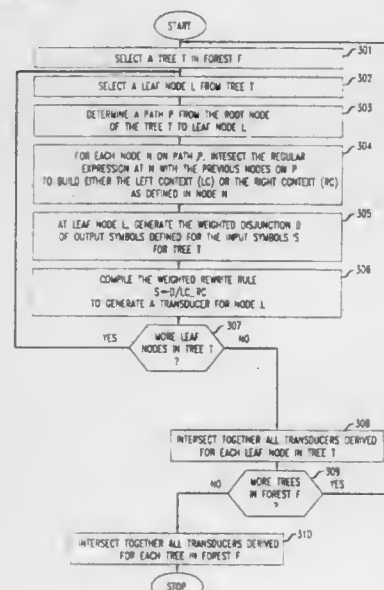 START
301
SELECT A TREE T IN FOREST F
302
SELECT A LEAF NODE L FROM TREE T
303
DETERMINE A PATH P FROM THE ROOT NODE
OF THE TREE T TO LEAF NODE L
304
FOR EACH NODE N ON PATH P, INTESECT THE REGULAR
EXPRESSION AT N WITH THE PREVIOUS NODES ON P
TO BUILD EITHER THE LEFT CONTEXT (LC) OR THE RIGHT CONTEXT (RC)
AS DEFINED IN NODE N
305
AT LEAF NODE L, GENERATE THE WEIGHTED DISJUNCTION D
OF OUTPUT SYMBOLS DEFINED FOR THE INPUT SYMBOLS S
FOR TREE T
306
COMPILE THE WEIGHTED REWRITE RULE
S→D/LC_RC
TO GENERATE A TRANSDUCER FOR NODE L
307
YES
MORE LEAF
NODES IN TREE T
?
NO
308
INTERSECT TOGETHER ALL TRANSDUCERS DERIVED
FOR EACH LEAF NODE IN TREE T
309
NO
MORE TREES
IN FOREST F
?
YES
310
INTERSECT TOGETHER ALL TRANSDUCERS DERIVED
FOR EACH TREE IN FOREST F
STOP